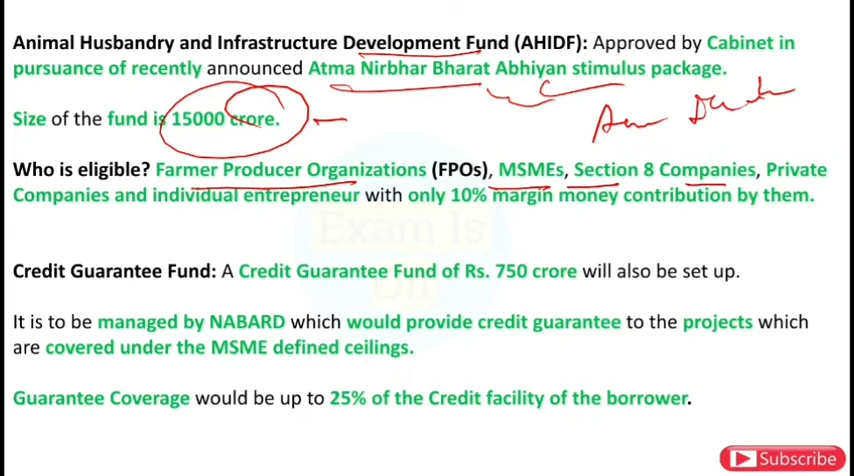 Animal Husbandry and Infrastructure Development Fund (AHIDF): Approved by Cabinet in
pursuance of recently announced Atma Nirbhar Bharat Abhiyan stimulus package.
Size of the fund is 15000 crore.
Who is eligible? Farmer Producer Organizations (FPOs), MSMEs, Section 8 Companies, Private
Companies and individual entrepreneur with only 10% margin money contribution by them.
Exam Is
Credit Guarantee Fund: A Credit Guarantee Fund of Rs. 750 crore will also be set up.
It is to be managed by NABARD which would provide credit guarantee to the projects which
are covered under the MSME defined ceilings.
Guarantee Coverage would be up to 25% of the Credit facility of the borrower.
Subscribe